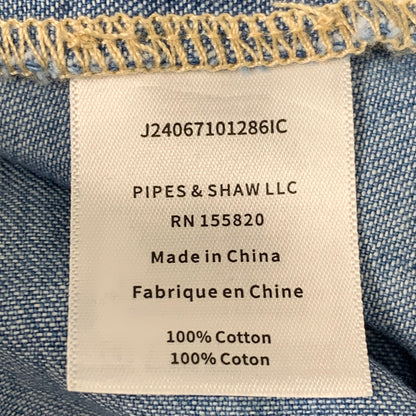 J24067101286IC
PIPES & SHAW LLC
RN 155820
Made in China
Fabrique en Chine
100% Cotton
100% Coton